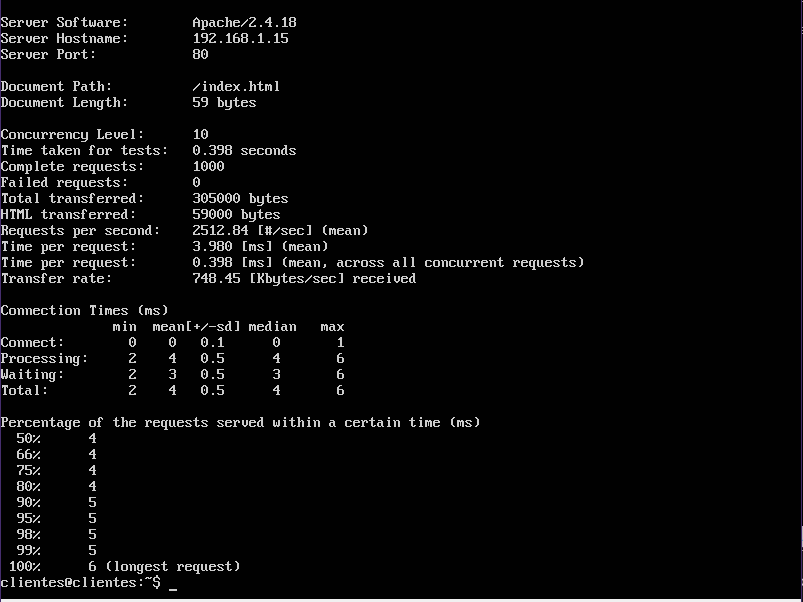 Server Software:        Apache/2.4.18
Server Hostname:        192.168.1.15
Server Port:            80
Document Path:          /index.html
Document Length:        59 bytes
Concurrency Level:      10
Time taken for tests:   0.398 seconds
Complete requests:      1000
Failed requests:        0
Total transferred:      305000 bytes
HTML transferred:       59000 bytes
Requests per second:    2512.84 [#/sec] (mean)
Time per request:       3.980 [ms] (mean)
Time per request:       0.398 [ms] (mean, across all concurrent requests)
Transfer rate:          748.45 [Kbytes/sec] received
Connection Times (ms)
              min  mean[+/-sd] median   max
Connect:        0    0   0.1      0       1
Processing:     2    4   0.5      4       6
Waiting:        2    3   0.5      3       6
Total:          2    4   0.5      4       6
Percentage of the requests served within a certain time (ms)
  50%      4
  66%      4
  75%      4
  80%      4
  90%      5
  95%      5
  98%      5
  99%      5
 100%      6 (longest request)
clientes@clientes:~$ _